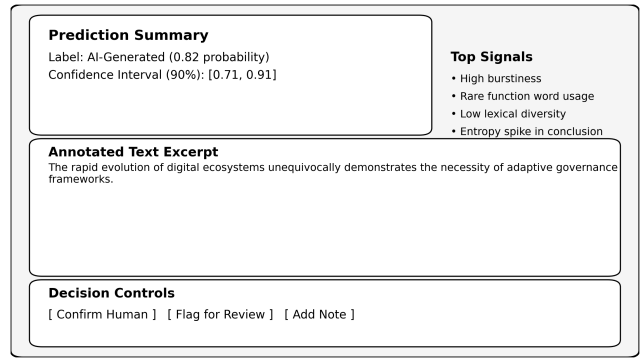 Prediction Summary
Label: AI-Generated (0.82 probability)
Confidence Interval (90%): [0.71, 0.91]
Top Signals
• High burstiness
• Rare function word usage
• Low lexical diversity
• Entropy spike in conclusion
Annotated Text Excerpt
The rapid evolution of digital ecosystems unequivocally demonstrates the necessity of adaptive governance
frameworks.
Decision Controls
[ Confirm Human ]   [ Flag for Review ]   [ Add Note ]